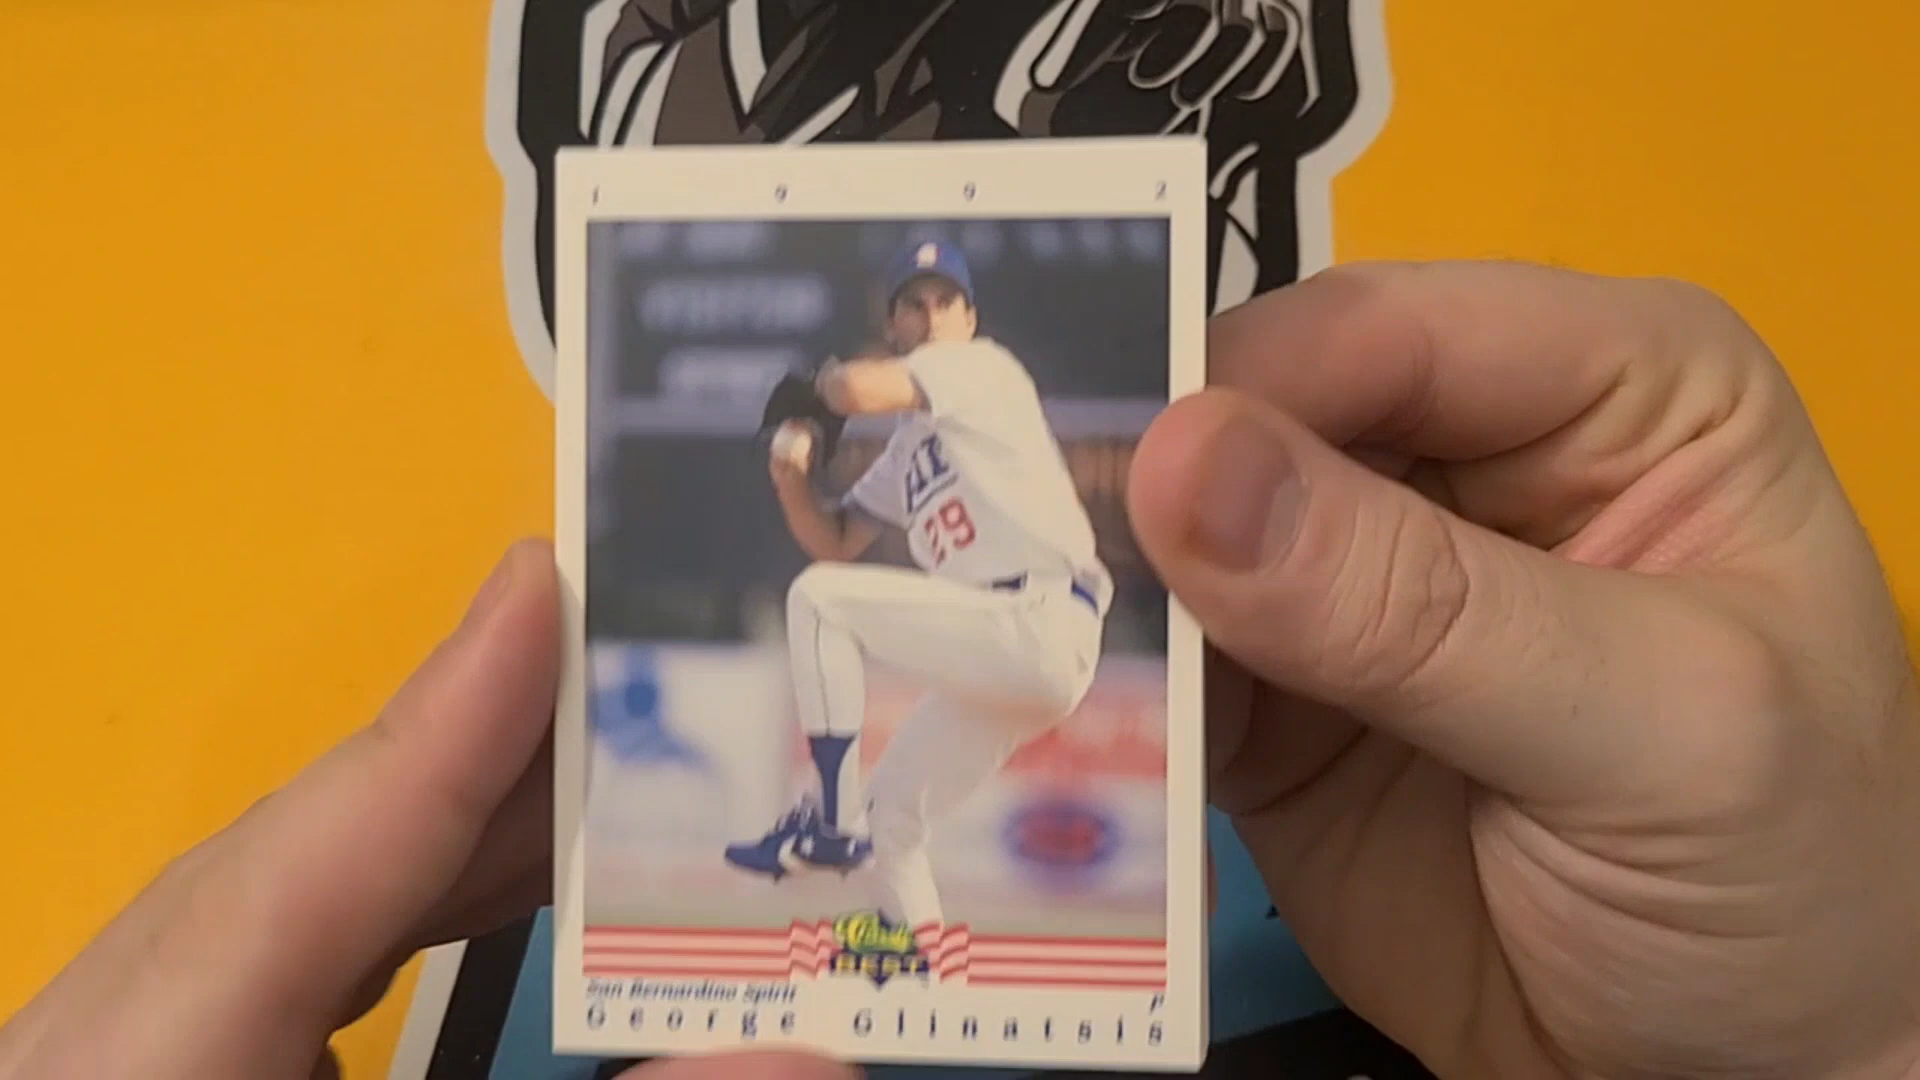 1 9 9 2
29
Classic
BEST
San Bernardino Spirit
P
George Glinatsis